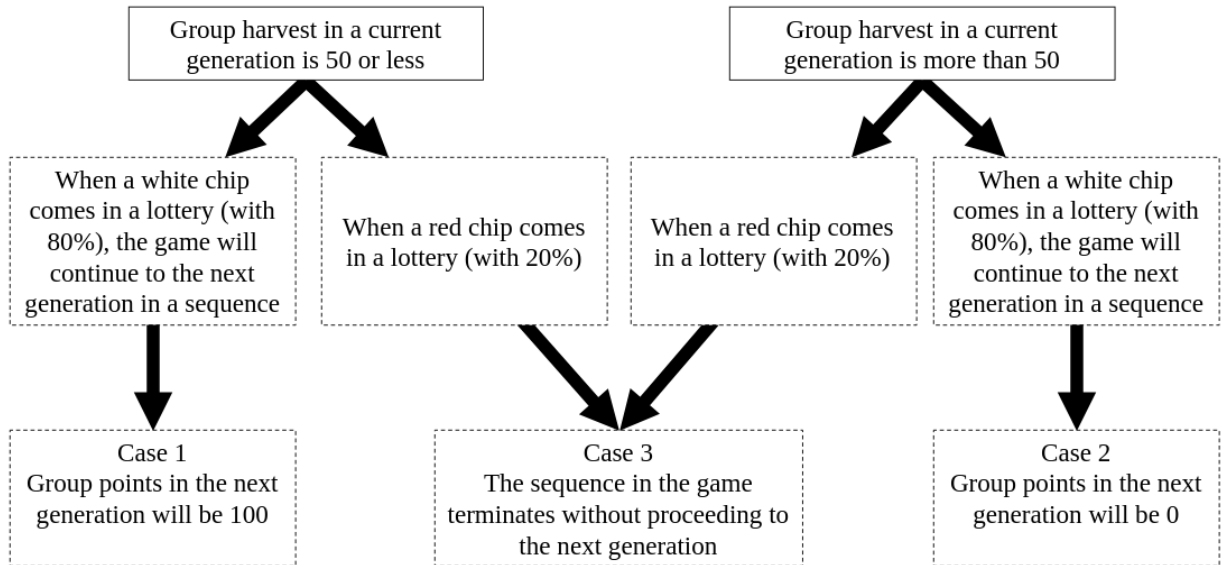 Group harvest in a current
generation is 50 or less
Group harvest in a current
generation is more than 50
When a white chip
comes in a lottery (with
80%), the game will
continue to the next
generation in a sequence
When a red chip comes
in a lottery (with 20%)
When a red chip comes
in a lottery (with 20%)
When a white chip
comes in a lottery (with
80%), the game will
continue to the next
generation in a sequence
Case 1
Group points in the next
generation will be 100
Case 3
The sequence in the game
terminates without proceeding to
the next generation
Case 2
Group points in the next
generation will be 0